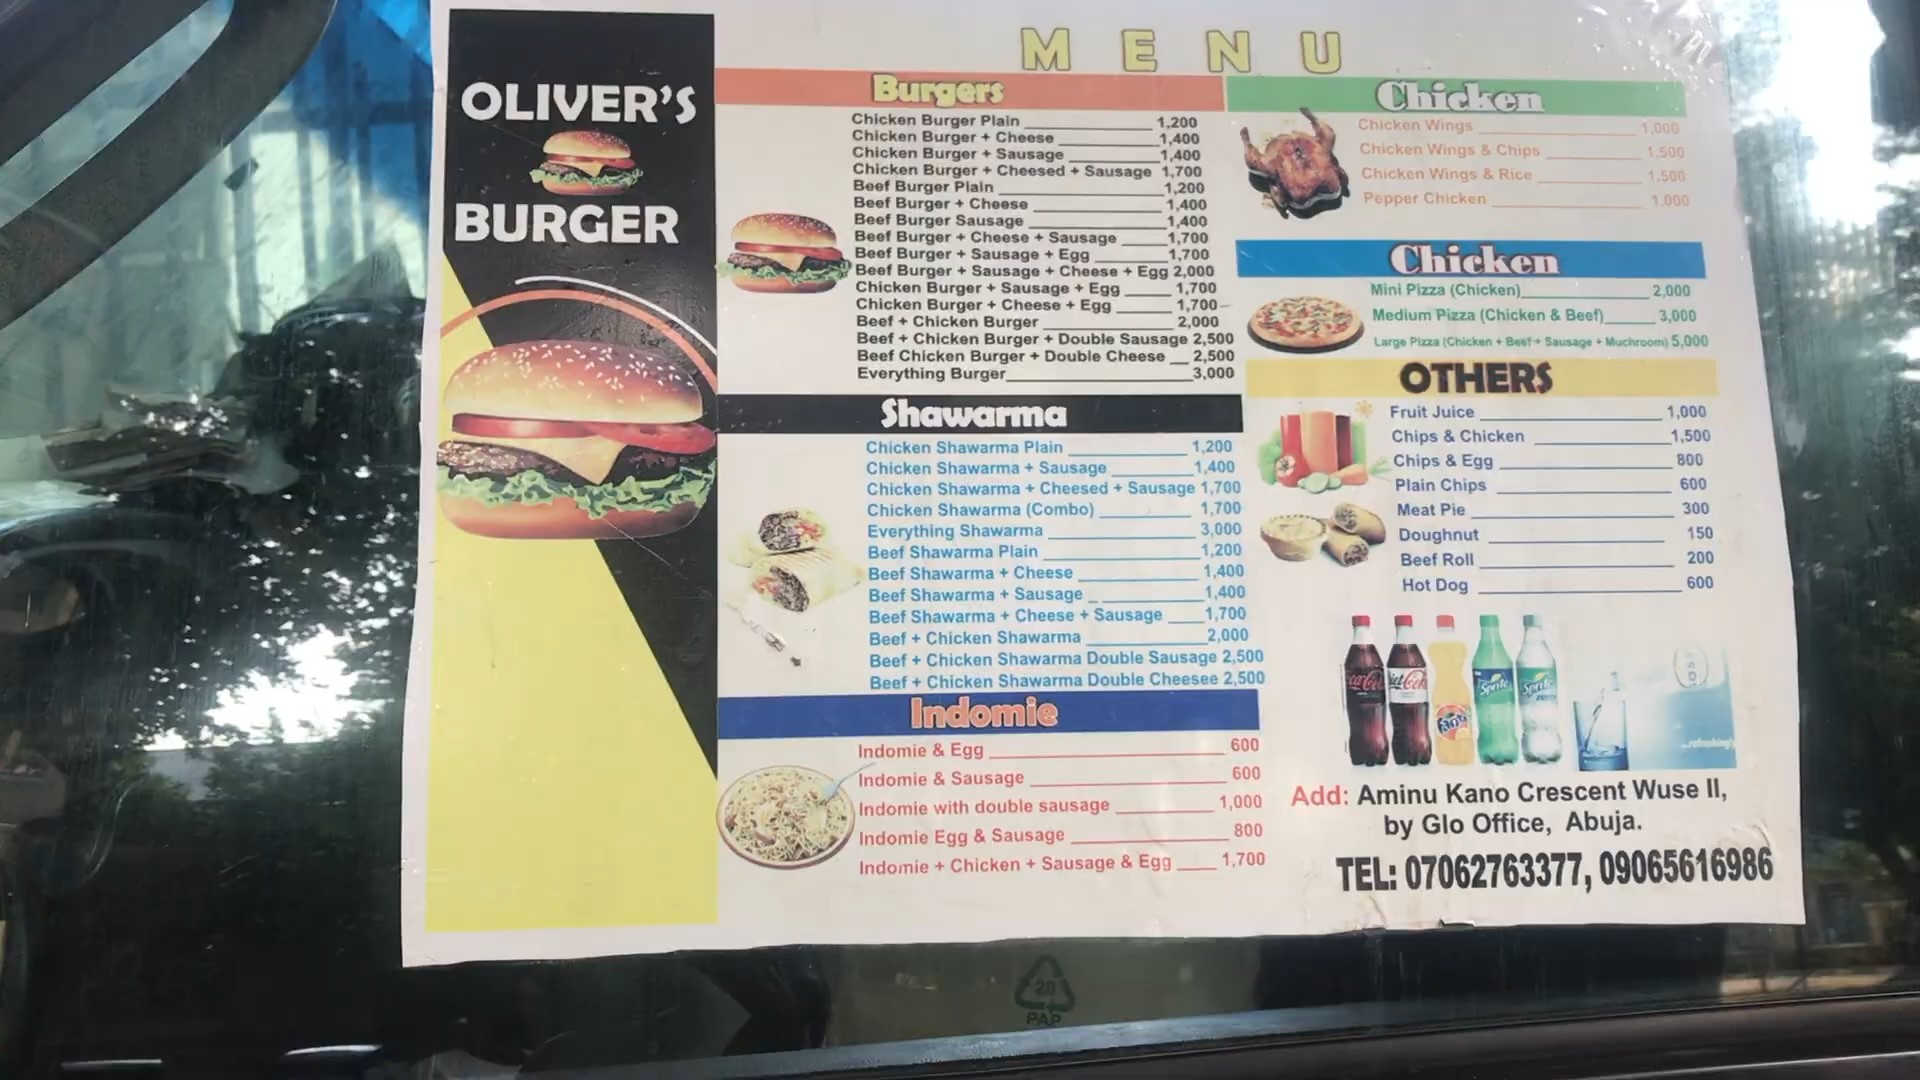 OLIVER'S
BURGER
MENU
Burgers
Chicken Burger Plain 1,200
Chicken Burger + Cheese 1,400
Chicken Burger + Sausage 1,400
Chicken Burger + Cheesed + Sausage 1,700
Beef Burger Plain 1,200
Beef Burger + Cheese 1,400
Beef Burger Sausage 1,400
Beef Burger + Cheese + Sausage 1,700
Beef Burger + Sausage + Egg 1,700
Beef Burger + Sausage + Cheese + Egg 2,000
Chicken Burger + Sausage + Egg 1,700
Chicken Burger + Cheese + Egg 1,700
Beef + Chicken Burger 2,000
Beef + Chicken Burger + Double Sausage 2,500
Beef Chicken Burger + Double Cheese 2,500
Everything Burger 3,000
Shawarma
Chicken Shawarma Plain 1,200
Chicken Shawarma + Sausage 1,400
Chicken Shawarma + Cheesed + Sausage 1,700
Chicken Shawarma (Combo) 1,700
Everything Shawarma 3,000
Beef Shawarma Plain 1,200
Beef Shawarma + Cheese 1,400
Beef Shawarma + Sausage 1,400
Beef Shawarma + Cheese + Sausage 1,700
Beef + Chicken Shawarma 2,000
Beef + Chicken Shawarma Double Sausage 2,500
Beef + Chicken Shawarma Double Cheesee 2,500
Indomie
Indomie & Egg 600
Indomie & Sausage 600
Indomie with double sausage 1,000
Indomie Egg & Sausage 800
Indomie + Chicken + Sausage & Egg 1,700
Chicken
Chicken Wings 1,000
Chicken Wings & Chips 1,500
Chicken Wings & Rice 1,500
Pepper Chicken 1,000
Chicken
Mini Pizza (Chicken) 2,000
Medium Pizza (Chicken & Beef) 3,000
Large Pizza (Chicken + Beef + Sausage + Muchroom) 5,000
OTHERS
Fruit Juice 1,000
Chips & Chicken 1,500
Chips & Egg 800
Plain Chips 600
Meat Pie 300
Doughnut 150
Beef Roll 200
Hot Dog 600
Coca-Cola
Fanta
Sprite
Sprite
...refreshingly
Add: Aminu Kano Crescent Wuse II,
by Glo Office, Abuja.
TEL: 07062763377, 09065616986
20
PAP